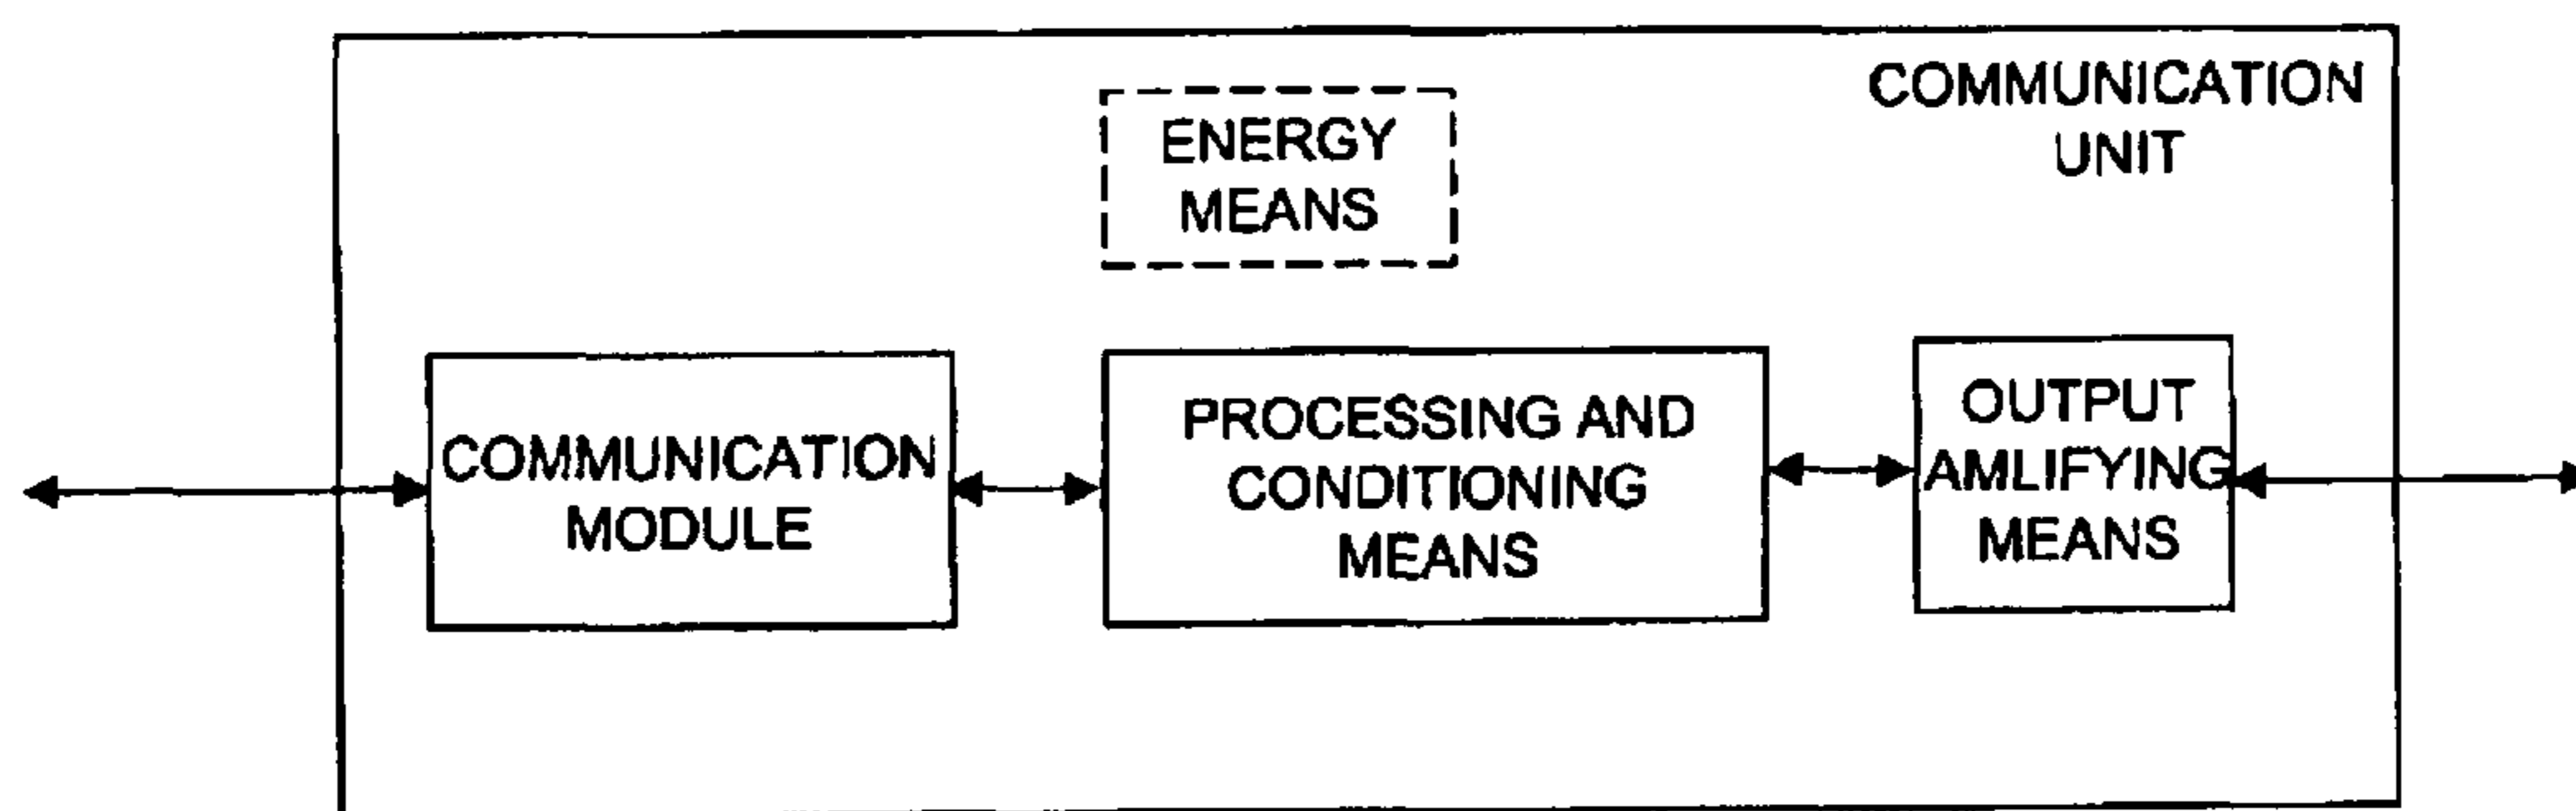 COMMUNICATION
UNIT
ENERGY
MEANS
COMMUNICATION
MODULE
PROCESSING AND
CONDITIONING
MEANS
OUTPUT
AMLIFYING
MEANS